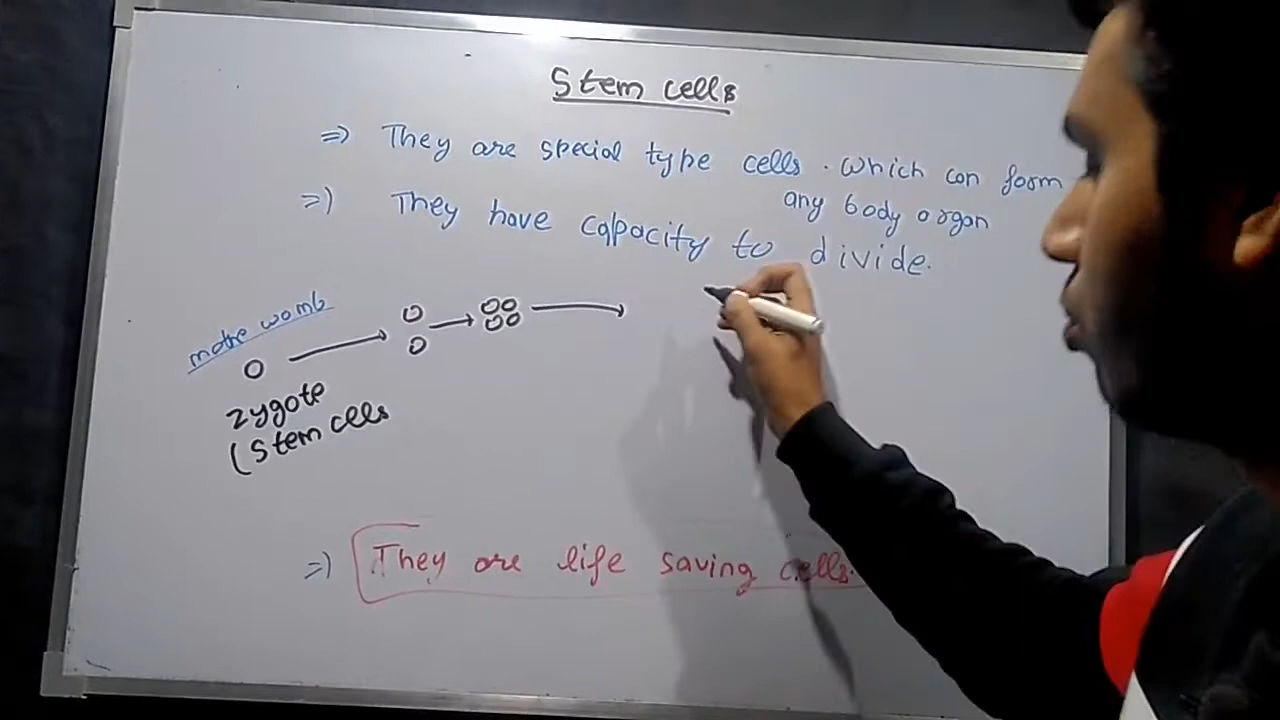 Stem cells
=> They are special type cells. Which can form
any body organ
=> They have capacity to divide.
mothe womb
zygote
(Stem cells
=> They are life saving cells.